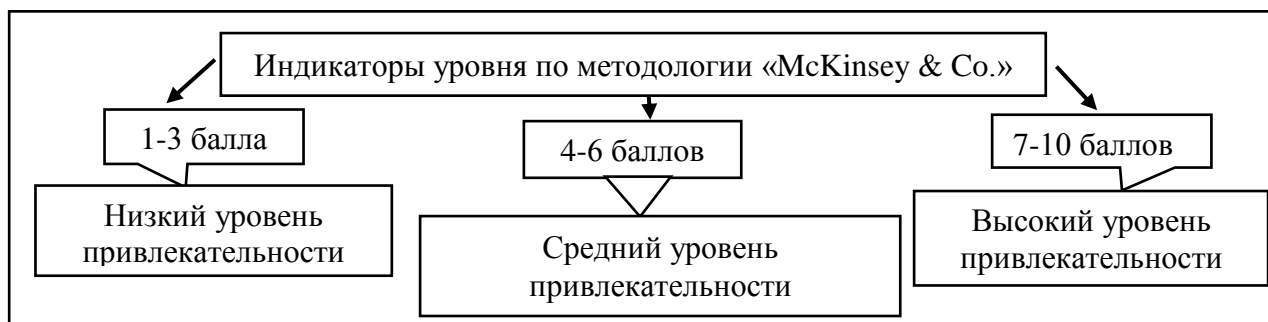 Индикаторы уровня по методологии «McKinsey & Co.»
1-3 балла
4-6 баллов
7-10 баллов
Низкий уровень
привлекательности
Средний уровень
привлекательности
Высокий уровень
привлекательности